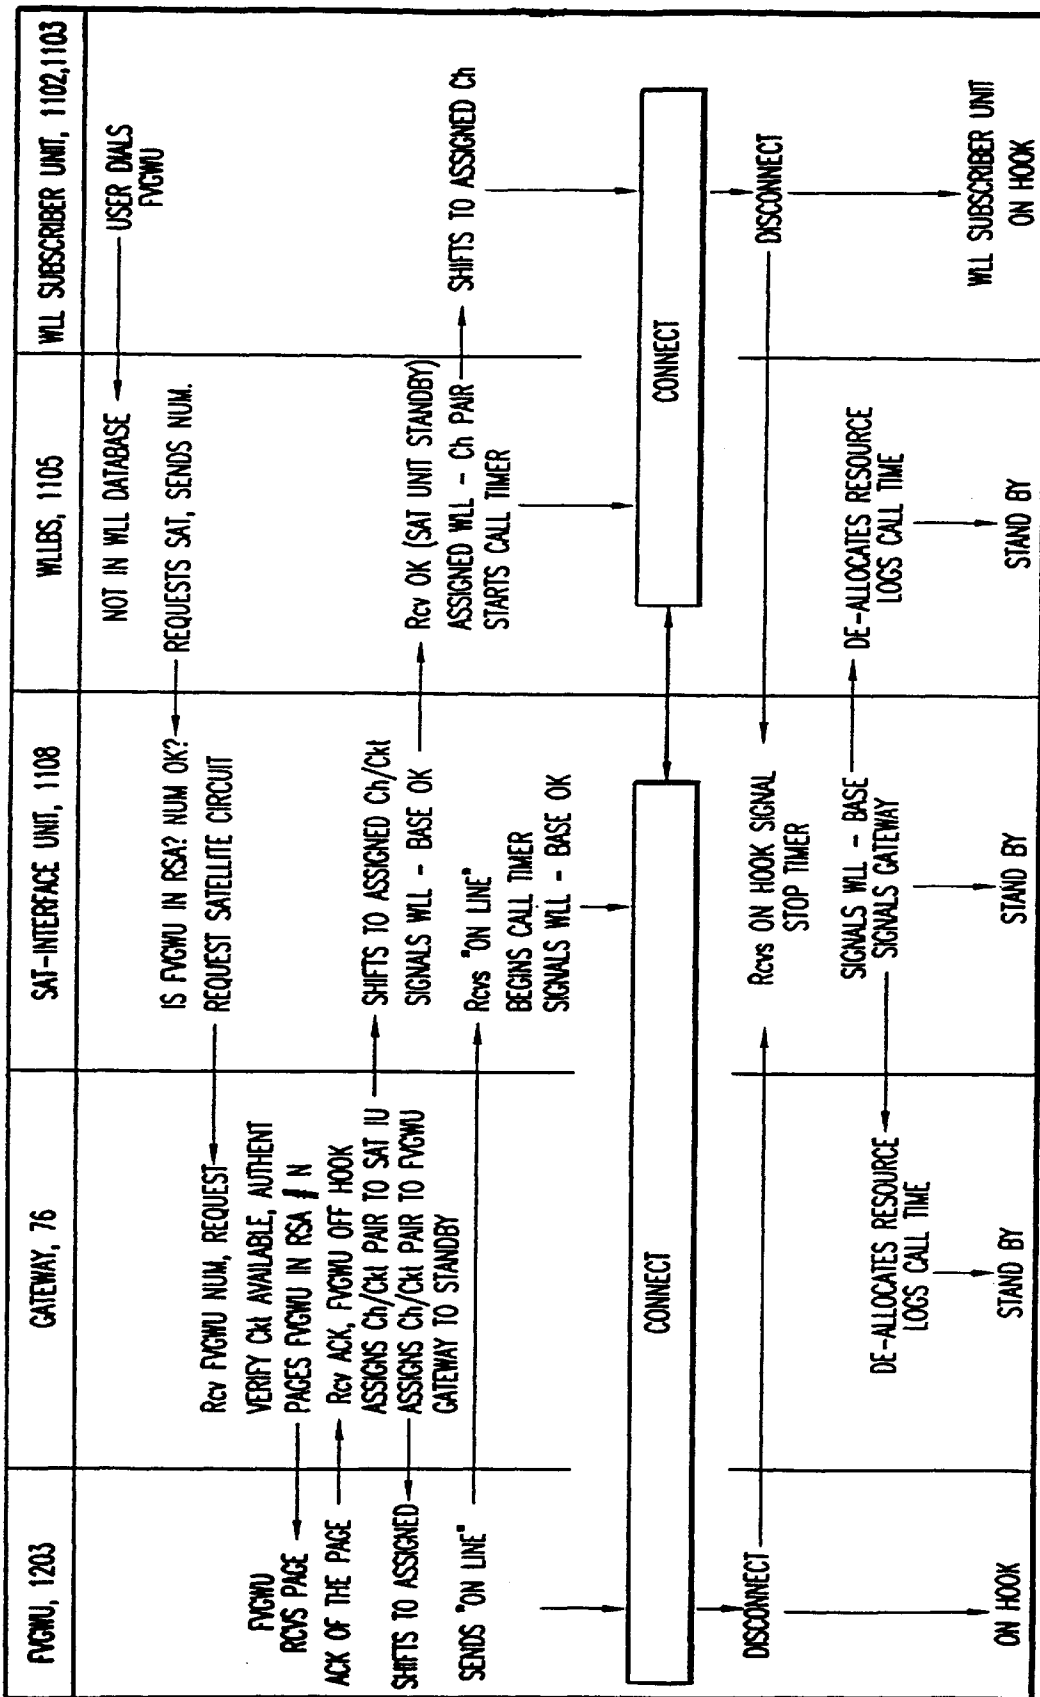 FVGWU, 1203
GATEWAY, 76
SAT-INTERFACE UNIT, 1108
WLLBS, 1105
WLL SUBSCRIBER UNIT, 1102,1103
USER DIALS
FVGWU
NOT IN WLL DATABASE
REQUESTS SAT, SENDS NUM.
IS FVGWU IN RSA? NUM OK?
REQUEST SATELLITE CIRCUIT
Rcv FVGWU NUM, REQUEST
VERIFY Ckt AVAILABLE, AUTHENT
PAGES FVGWU IN RSA # N
FVGWU
RCVS PAGE
ACK OF THE PAGE
Rcv ACK, FVGWU OFF HOOK
ASSIGNS Ch/Ckt PAIR TO SAT IU
ASSIGNS Ch/Ckt PAIR TO FVGWU
GATEWAY TO STANDBY
SHIFTS TO ASSIGNED
SENDS "ON LINE"
SHIFTS TO ASSIGNED Ch/Ckt
SIGNALS WLL - BASE OK
Rcvs "ON LINE"
BEGINS CALL TIMER
SIGNALS WLL - BASE OK
Rcv OK (SAT UNIT STANDBY)
ASSIGNED WLL - Ch PAIR
STARTS CALL TIMER
SHIFTS TO ASSIGNED Ch
CONNECT
CONNECT
DISCONNECT
Rcvs ON HOOK SIGNAL
STOP TIMER
DISCONNECT
SIGNALS WLL - BASE
SIGNALS GATEWAY
DE-ALLOCATES RESOURCE
LOGS CALL TIME
DE-ALLOCATES RESOURCE
LOGS CALL TIME
ON HOOK
STAND BY
STAND BY
STAND BY
WLL SUBSCRIBER UNIT
ON HOOK